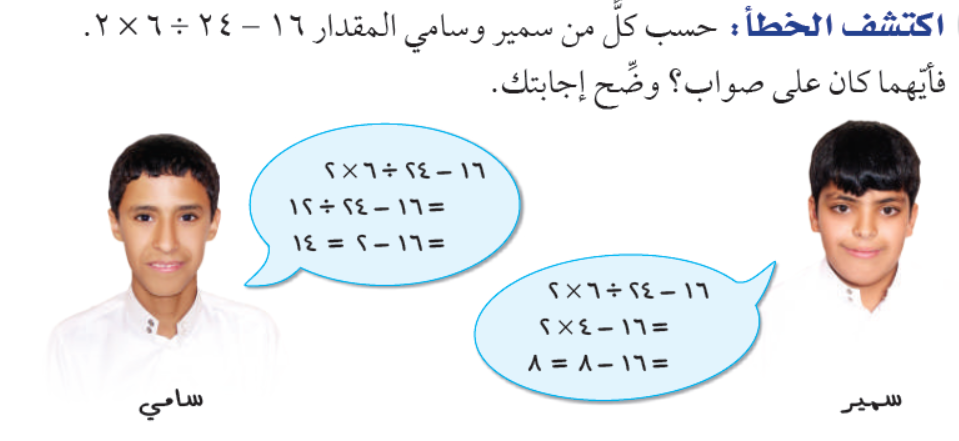 اكتشف الخطأ: حسب كلَّ من سمير وسامي المقدار ١٦ − ٢٤ ÷ ٦ × ٢.
فأيّهما كان على صواب؟ وضِّح إجابتك.
١٦ − ٢٤ ÷ ٦ × ٢
= ١٦ − ٢٤ ÷ ١٢
= ١٦ − ٢ = ١٤
١٦ − ٢٤ ÷ ٦ × ٢
= ١٦ − ٤ × ٢
= ١٦ − ٨ = ٨
سمير
سامي